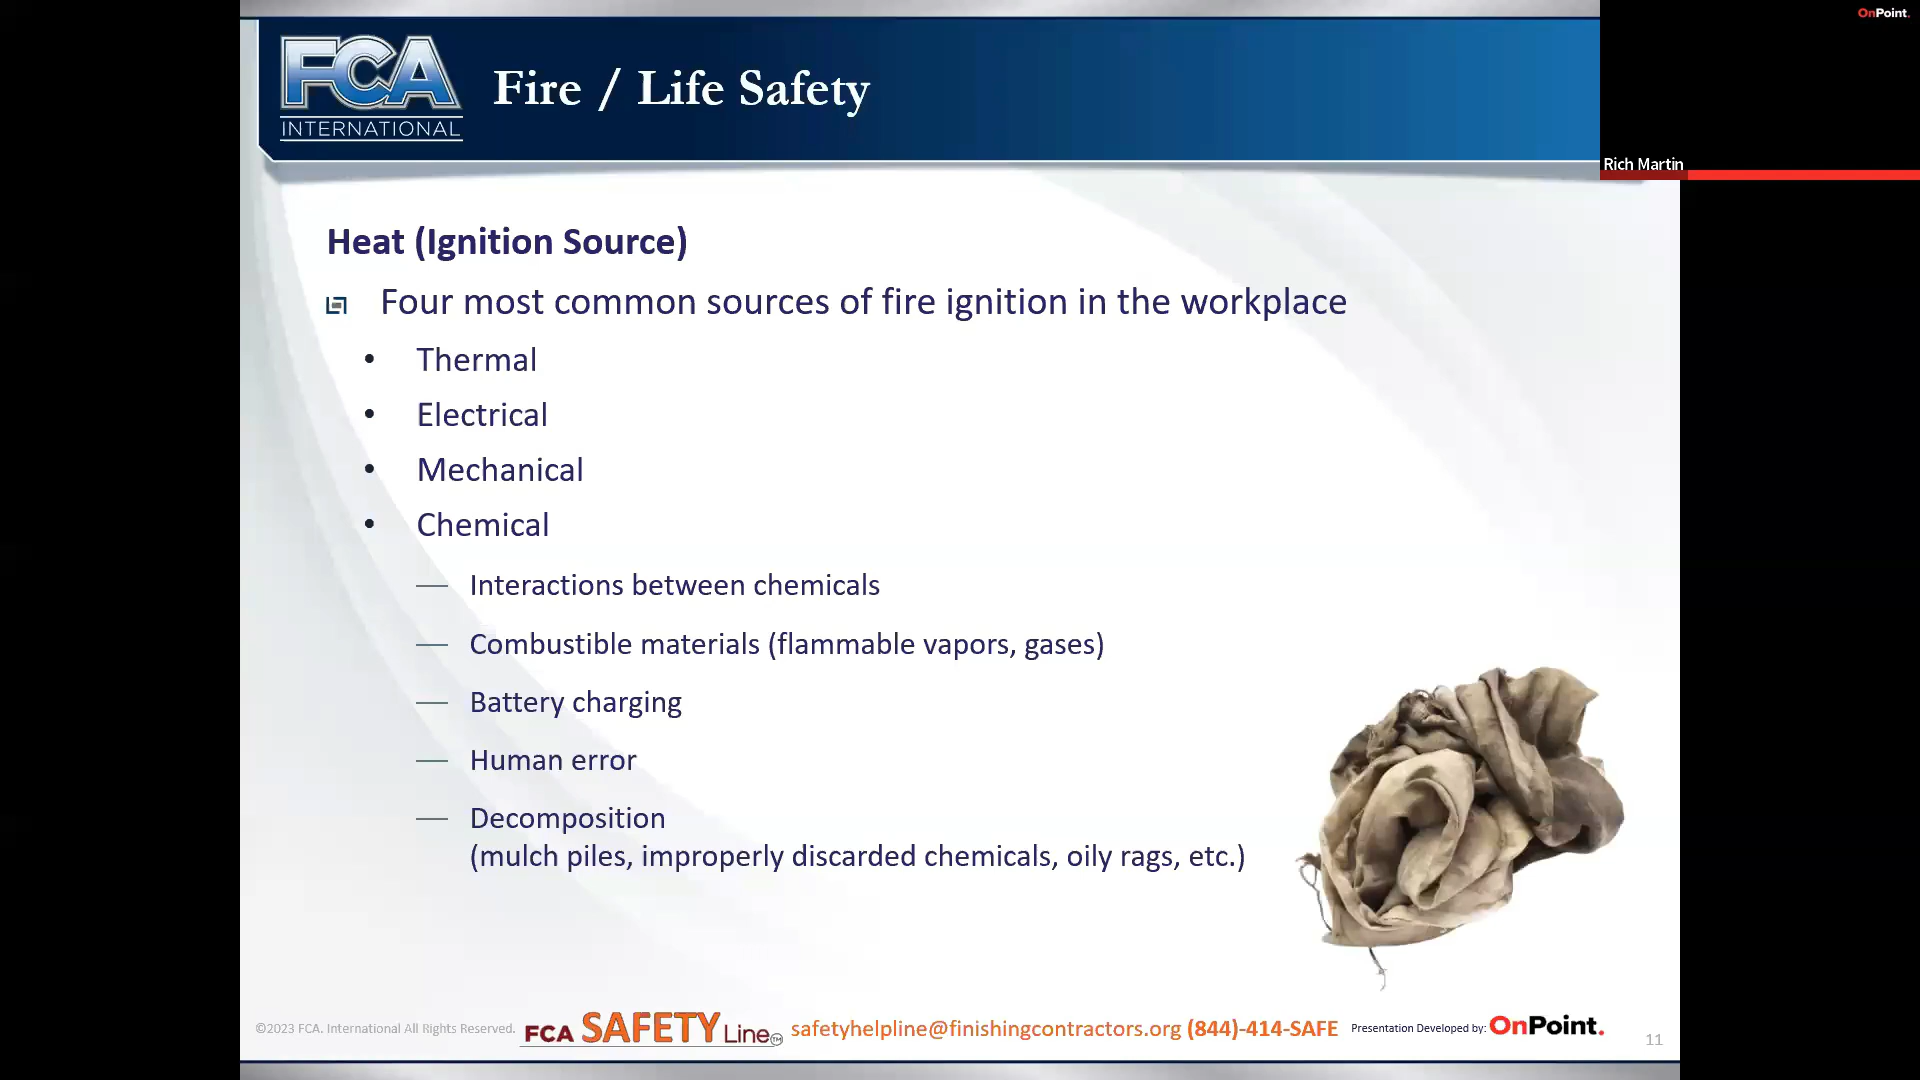 OnPoint.
FCA
INTERNATIONAL
Fire / Life Safety
Rich Martin
Heat (Ignition Source)
Four most common sources of fire ignition in the workplace
• Thermal
• Electrical
• Mechanical
• Chemical
— Interactions between chemicals
— Combustible materials (flammable vapors, gases)
— Battery charging
— Human error
— Decomposition
(mulch piles, improperly discarded chemicals, oily rags, etc.)
©2023 FCA. International All Rights Reserved. FCA SAFETY Line TM safetyhelpline@finishingcontractors.org (844)-414-SAFE Presentation Developed by: OnPoint.
11